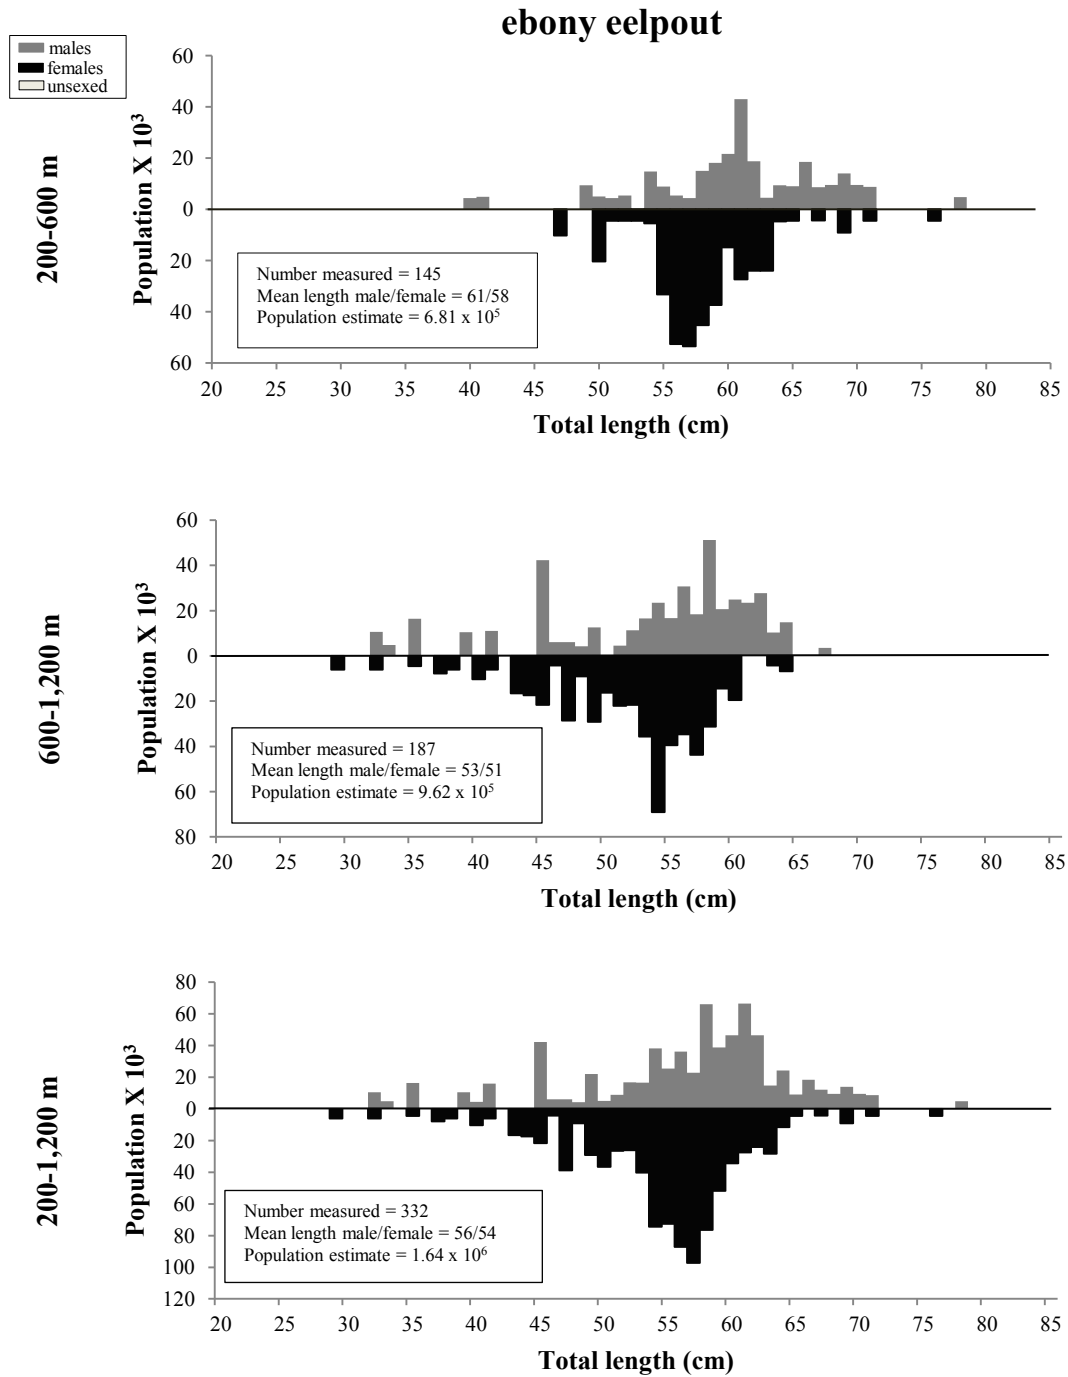 ebony eelpout
males
females
unsexed
200-600 m
Population X 10³
60
40
20
0
20
40
60
Number measured = 145
Mean length male/female = 61/58
Population estimate = 6.81 x 10⁵
20 25 30 35 40 45 50 55 60 65 70 75 80 85
Total length (cm)
600-1,200 m
Population X 10³
60
40
20
0
20
40
60
80
Number measured = 187
Mean length male/female = 53/51
Population estimate = 9.62 x 10⁵
20 25 30 35 40 45 50 55 60 65 70 75 80 85
Total length (cm)
200-1,200 m
Population X 10³
80
60
40
20
0
20
40
60
80
100
120
Number measured = 332
Mean length male/female = 56/54
Population estimate = 1.64 x 10⁶
20 25 30 35 40 45 50 55 60 65 70 75 80 85
Total length (cm)